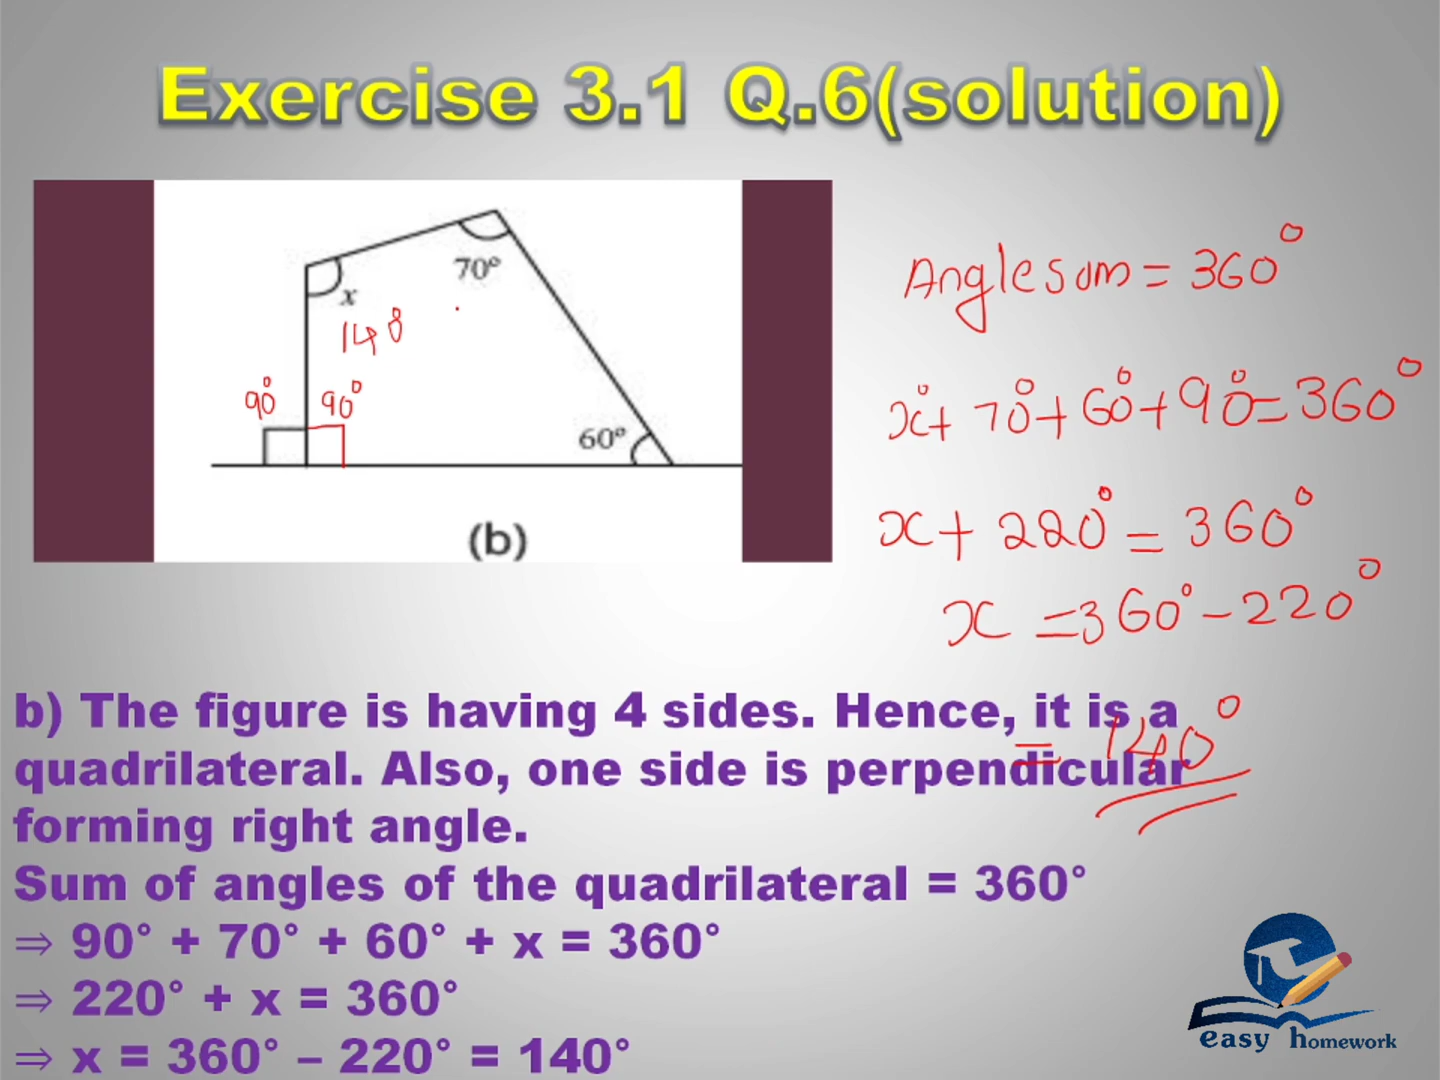 Exercise 3.1 Q.6(solution)
70°
x
140°
90° 90°
60°
(b)
Angle sum = 360°
x°+ 70°+ 60°+ 90°= 360°
x + 220° = 360°
x = 360° - 220°
= 140°
b) The figure is having 4 sides. Hence, it is a
quadrilateral. Also, one side is perpendicular
forming right angle.
Sum of angles of the quadrilateral = 360°
⇒ 90° + 70° + 60° + x = 360°
⇒ 220° + x = 360°
⇒ x = 360° – 220° = 140°
easy homework